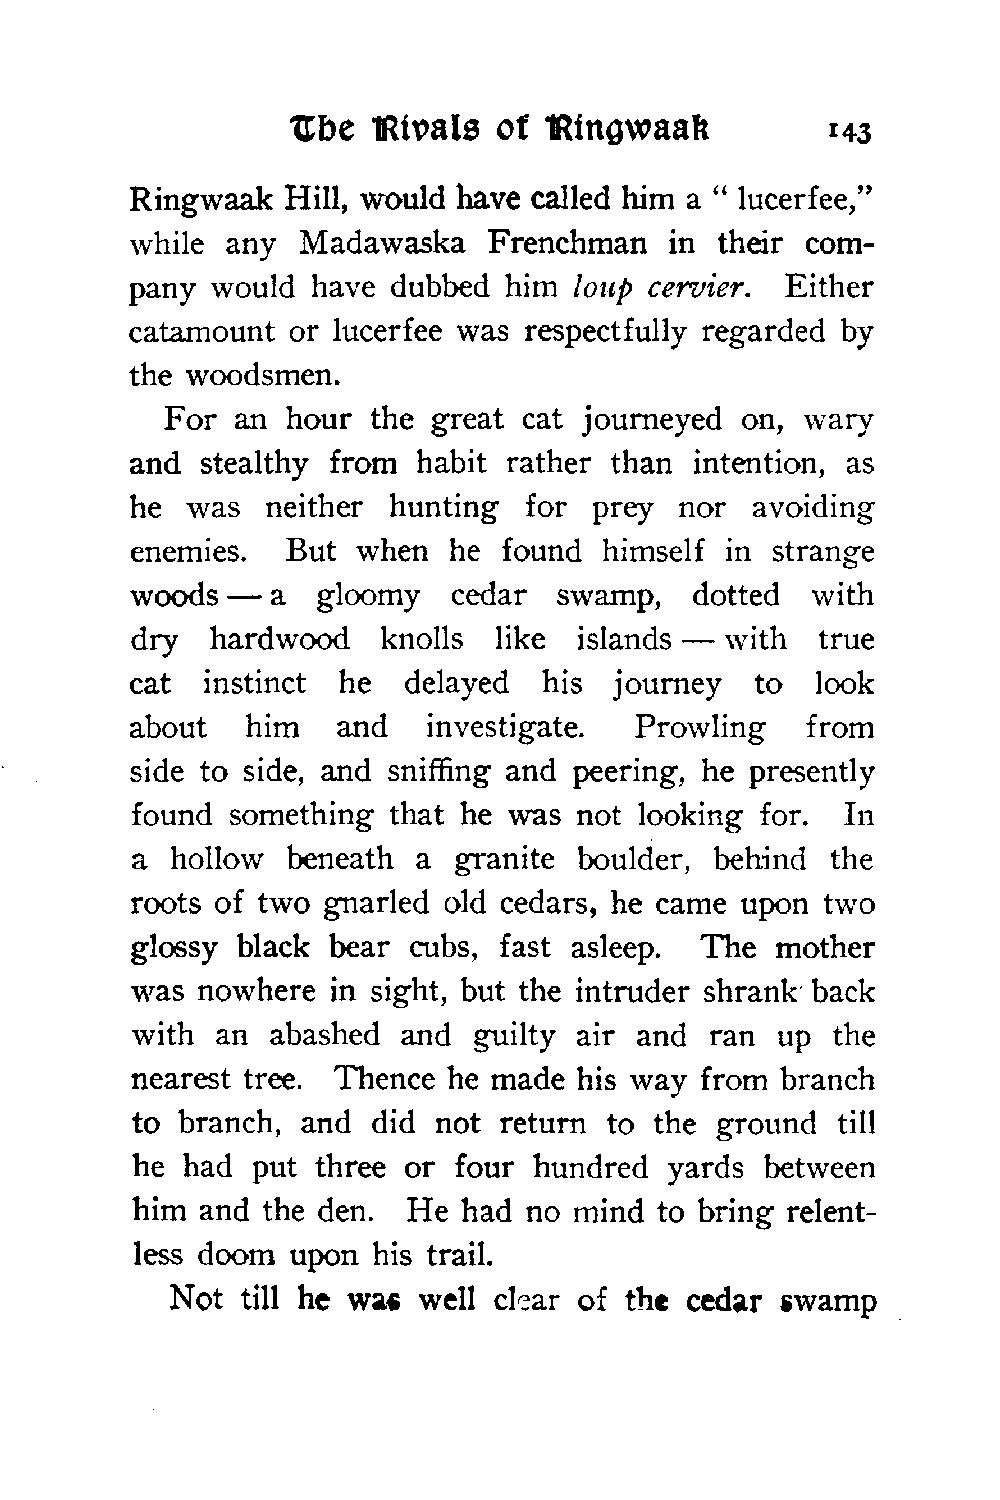 The Rivals of Ringwaak 143
Ringwaak Hill, would have called him a " lucerfee,"
while any Madawaska Frenchman in their com-
pany would have dubbed him loup cervier. Either
catamount or lucerfee was respectfully regarded by
the woodsmen.
For an hour the great cat journeyed on, wary
and stealthy from habit rather than intention, as
he was neither hunting for prey nor avoiding
enemies. But when he found himself in strange
woods — a gloomy cedar swamp, dotted with
dry hardwood knolls like islands — with true
cat instinct he delayed his journey to look
about him and investigate. Prowling from
side to side, and sniffing and peering, he presently
found something that he was not looking for. In
a hollow beneath a granite boulder, behind the
roots of two gnarled old cedars, he came upon two
glossy black bear cubs, fast asleep. The mother
was nowhere in sight, but the intruder shrank back
with an abashed and guilty air and ran up the
nearest tree. Thence he made his way from branch
to branch, and did not return to the ground till
he had put three or four hundred yards between
him and the den. He had no mind to bring relent-
less doom upon his trail.
Not till he was well clear of the cedar swamp